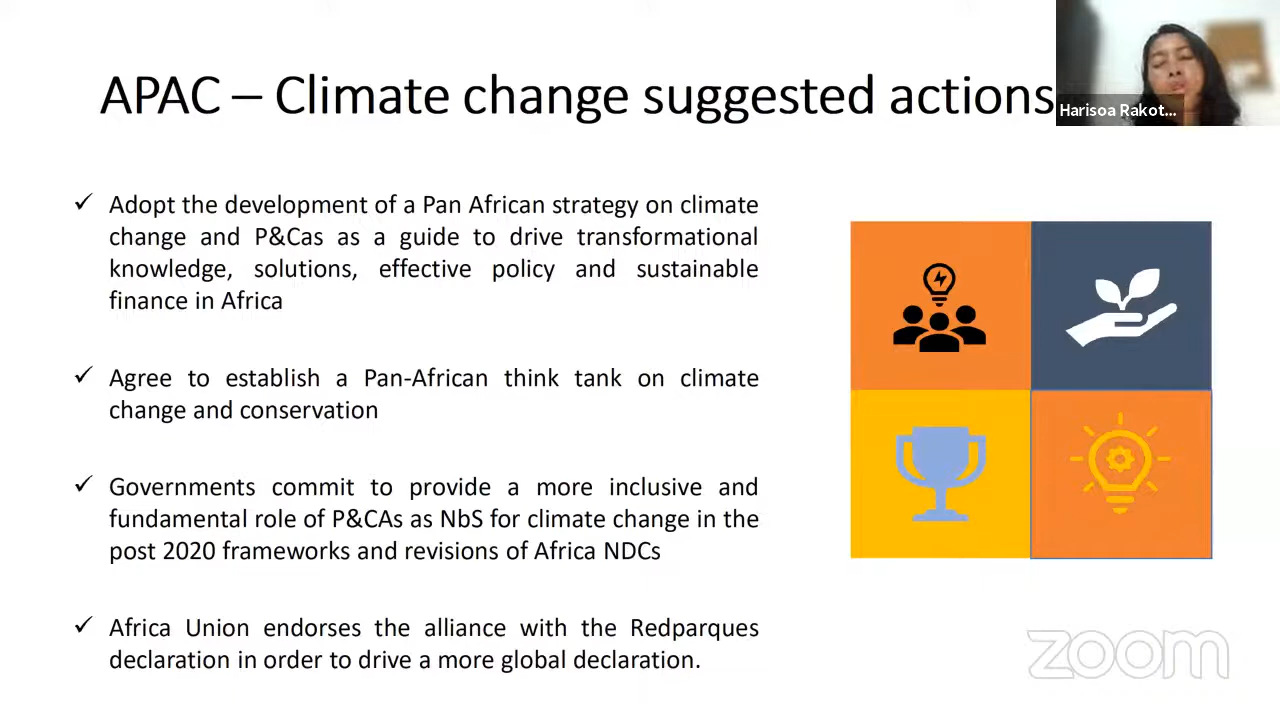 APAC – Climate change suggested actions
Harisoa Rakot...
✓ Adopt the development of a Pan African strategy on climate
change and P&Cas as a guide to drive transformational
knowledge, solutions, effective policy and sustainable
finance in Africa
✓ Agree to establish a Pan-African think tank on climate
change and conservation
✓ Governments commit to provide a more inclusive and
fundamental role of P&CAs as NbS for climate change in the
post 2020 frameworks and revisions of Africa NDCs
✓ Africa Union endorses the alliance with the Redparques
declaration in order to drive a more global declaration.
zoom